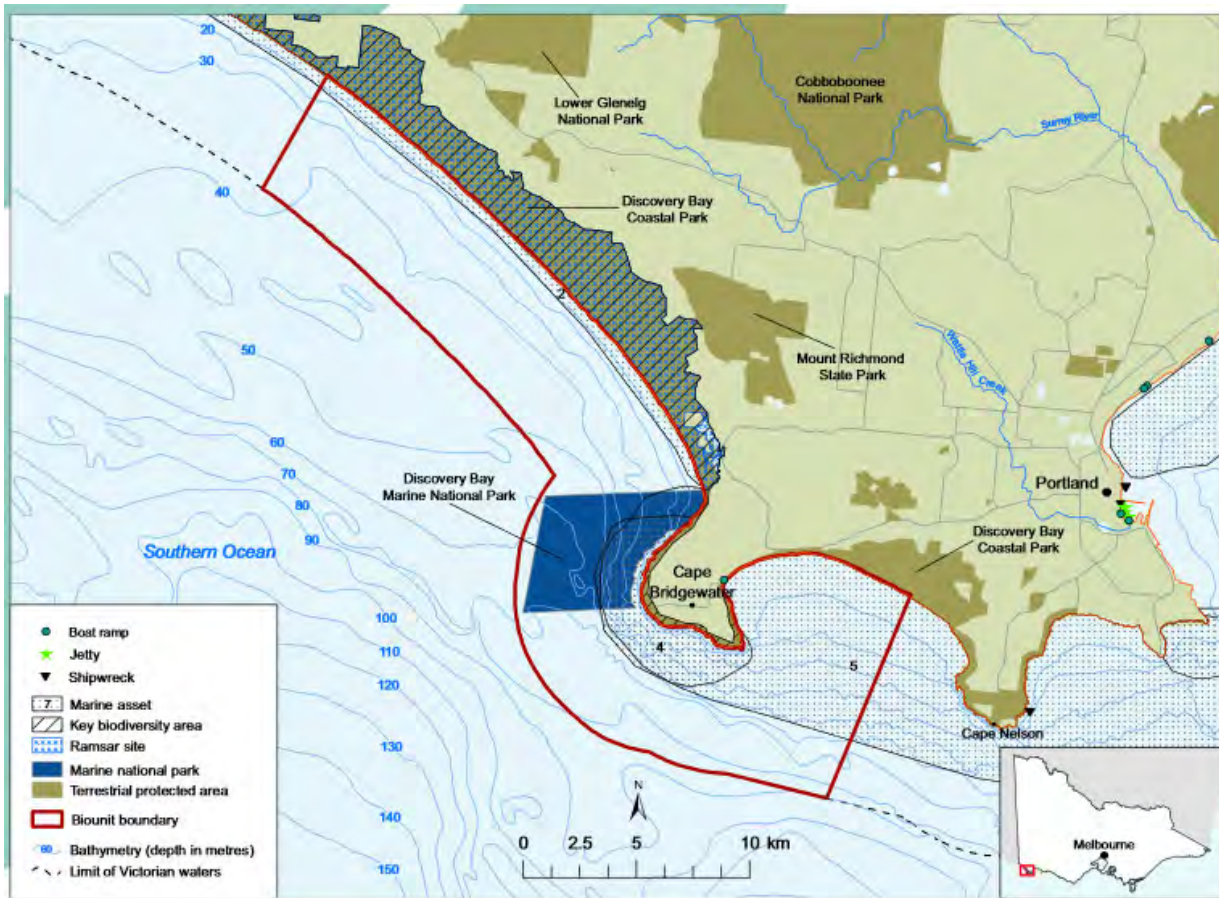 20
30
Lower Glenelg
National Park
Cobboboonee
National Park
Surrey River
40
Discovery Bay
Coastal Park
2
50
Mount Richmond
State Park
Wattle Hill Creek
60
70
80
90
Discovery Bay
Marine National Park
Portland
Southern Ocean
Discovery Bay
Coastal Park
Cape
Bridgewater
4
5
100
110
120
130
140
150
Cape Nelson
Boat ramp
Jetty
Shipwreck
7 Marine asset
Key biodiversity area
Ramsar site
Marine national park
Terrestrial protected area
Biounit boundary
60 Bathymetry (depth in metres)
Limit of Victorian waters
N
0 2.5 5 10 km
Melbourne